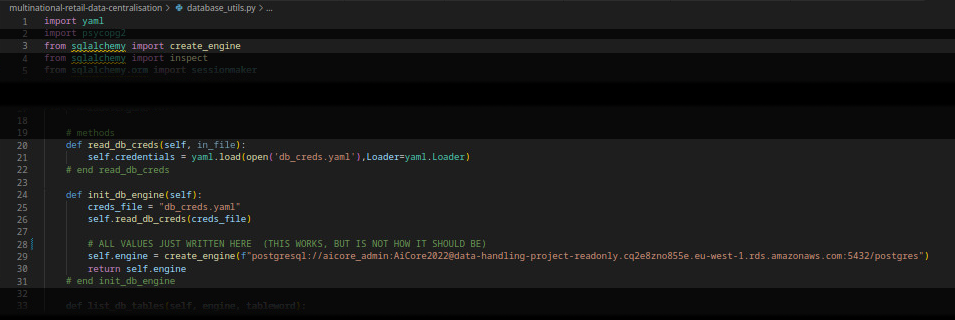 multinational-retail-data-centralisation > database_utils.py > ...
1 import yaml
2 import psycopg2
3 from sqlalchemy import create_engine
4 from sqlalchemy import inspect
5 from sqlalchemy.orm import sessionmaker
18
19 # methods
20 def read_db_creds(self, in_file):
21 self.credentials = yaml.load(open('db_creds.yaml'),Loader=yaml.Loader)
22 # end read_db_creds
23
24 def init_db_engine(self):
25 creds_file = "db_creds.yaml"
26 self.read_db_creds(creds_file)
27
28 # ALL VALUES JUST WRITTEN HERE (THIS WORKS, BUT IS NOT HOW IT SHOULD BE)
29 self.engine = create_engine(f"postgresql://aicore_admin:AiCore2022@data-handling-project-readonly.cq2e8zno855e.eu-west-1.rds.amazonaws.com:5432/postgres")
30 return self.engine
31 # end init_db_engine
32
33 def list_db_tables(self, engine, tableword):